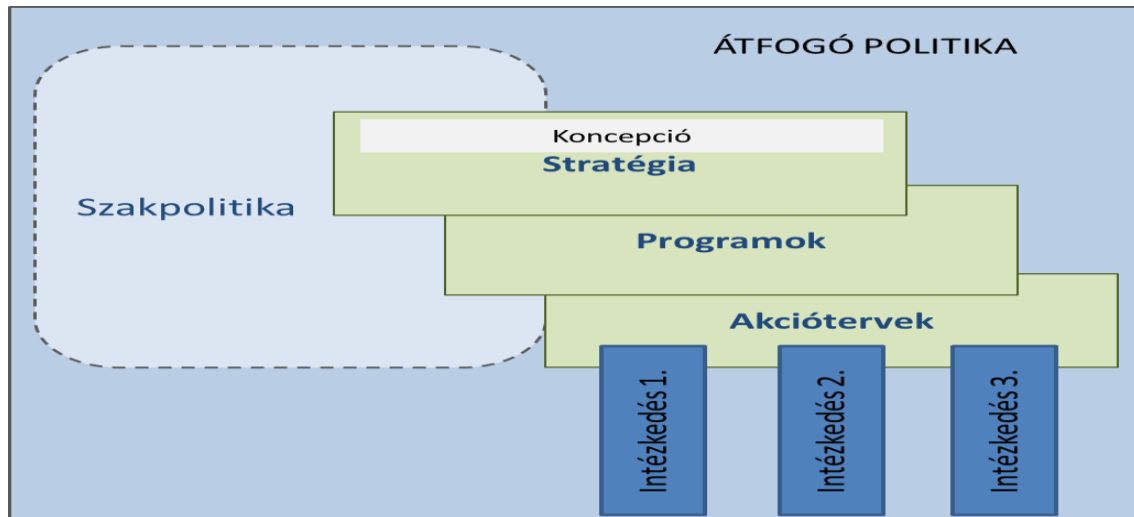 ÁTFOGÓ POLITIKA
Koncepció
Stratégia
Szakpolitika
Programok
Akciótervek
Intézkedés 1.
Intézkedés 2.
Intézkedés 3.